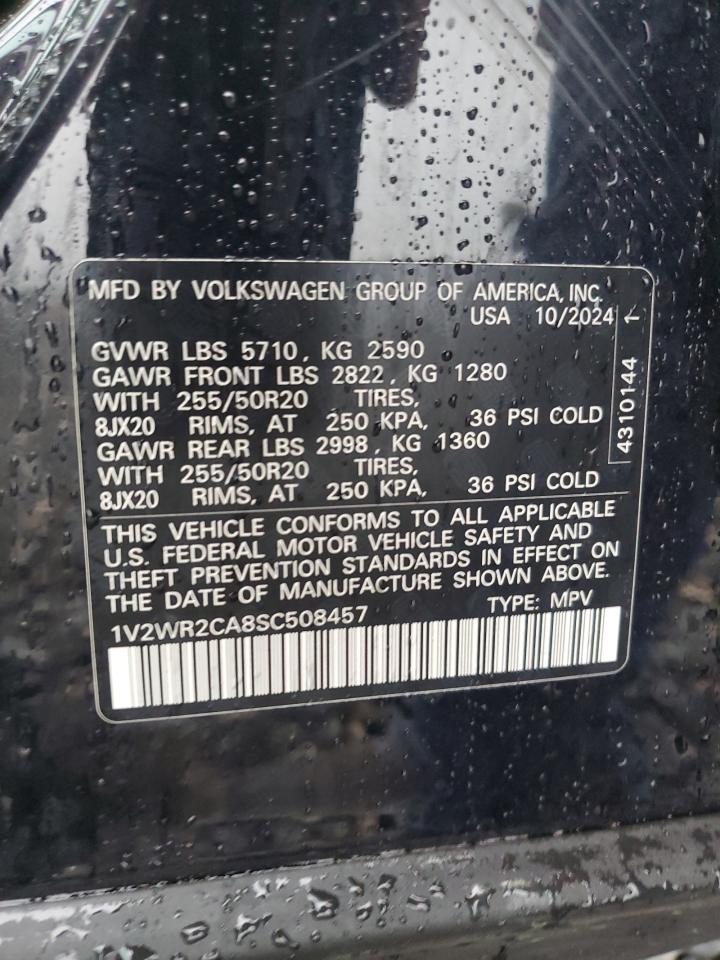 MFD BY VOLKSWAGEN GROUP OF AMERICA, INC.
USA 10/2024
GVWR LBS 5710, KG 2590
GAWR FRONT LBS 2822, KG 1280
WITH 255/50R20 TIRES,
8JX20 RIMS, AT 250 KPA, 36 PSI COLD
GAWR REAR LBS 2998, KG 1360
WITH 255/50R20 TIRES,
8JX20 RIMS, AT 250 KPA, 36 PSI COLD
4310144 1
THIS VEHICLE CONFORMS TO ALL APPLICABLE
U.S. FEDERAL MOTOR VEHICLE SAFETY AND
THEFT PREVENTION STANDARDS IN EFFECT ON
THE DATE OF MANUFACTURE SHOWN ABOVE.
1V2WR2CA8SC508457 TYPE: MPV